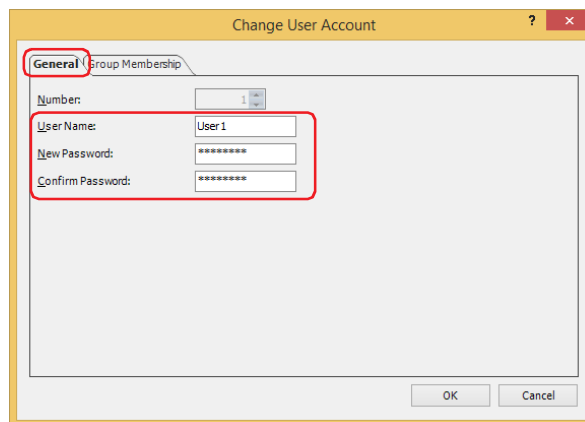 Change User Account
? ×
General Group Membership
Number: 1
User Name: User1
New Password: ********
Confirm Password: ********
OK Cancel